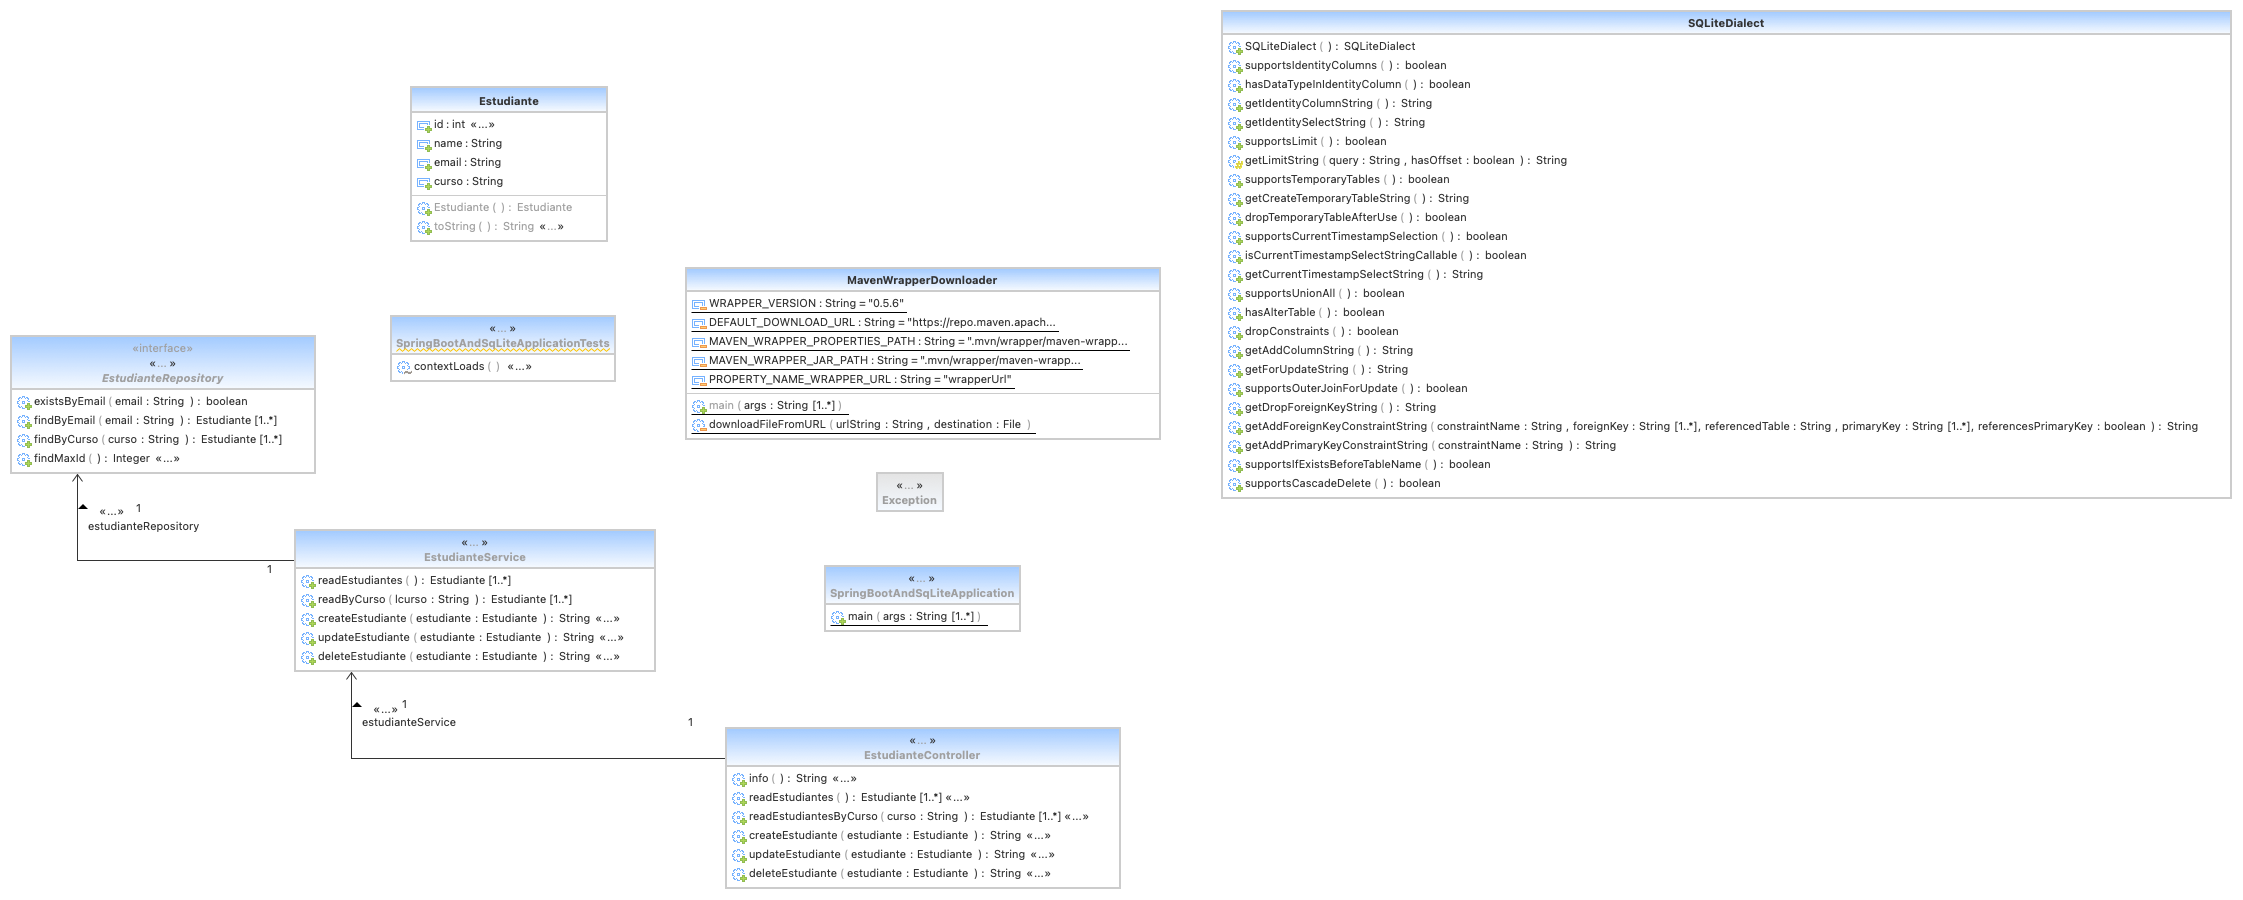 SQLiteDialect
SQLiteDialect ( ) : SQLiteDialect
supportsIdentityColumns ( ) : boolean
hasDataTypeInIdentityColumn ( ) : boolean
getIdentityColumnString ( ) : String
getIdentitySelectString ( ) : String
supportsLimit ( ) : boolean
getLimitString ( query : String , hasOffset : boolean ) : String
supportsTemporaryTables ( ) : boolean
getCreateTemporaryTableString ( ) : String
dropTemporaryTableAfterUse ( ) : boolean
supportsCurrentTimestampSelection ( ) : boolean
isCurrentTimestampSelectStringCallable ( ) : boolean
getCurrentTimestampSelectString ( ) : String
supportsUnionAll ( ) : boolean
hasAlterTable ( ) : boolean
dropConstraints ( ) : boolean
getAddColumnString ( ) : String
getForUpdateString ( ) : String
supportsOuterJoinForUpdate ( ) : boolean
getDropForeignKeyString ( ) : String
getAddForeignKeyConstraintString ( constraintName : String , foreignKey : String [1..*], referencedTable : String , primaryKey : String [1..*], referencesPrimaryKey : boolean ) : String
getAddPrimaryKeyConstraintString ( constraintName : String ) : String
supportsIfExistsBeforeTableName ( ) : boolean
supportsCascadeDelete ( ) : boolean
Estudiante
id : int «...»
name : String
email : String
curso : String
Estudiante ( ) : Estudiante
toString ( ) : String «...»
MavenWrapperDownloader
WRAPPER_VERSION : String = "0.5.6"
DEFAULT_DOWNLOAD_URL : String = "https://repo.maven.apach...
MAVEN_WRAPPER_PROPERTIES_PATH : String = ".mvn/wrapper/maven-wrapp...
MAVEN_WRAPPER_JAR_PATH : String = ".mvn/wrapper/maven-wrapp...
PROPERTY_NAME_WRAPPER_URL : String = "wrapperUrl"
main ( args : String [1..*] )
downloadFileFromURL ( urlString : String , destination : File )
«... »
SpringBootAndSqLiteApplicationTests
contextLoads ( ) «...»
«interface»
«... »
EstudianteRepository
existsByEmail ( email : String ) : boolean
findByEmail ( email : String ) : Estudiante [1..*]
findByCurso ( curso : String ) : Estudiante [1..*]
findMaxId ( ) : Integer «...»
«...» 1
estudianteRepository
1
«... »
Exception
«... »
EstudianteService
readEstudiantes ( ) : Estudiante [1..*]
readByCurso ( lcurso : String ) : Estudiante [1..*]
createEstudiante ( estudiante : Estudiante ) : String «...»
updateEstudiante ( estudiante : Estudiante ) : String «...»
deleteEstudiante ( estudiante : Estudiante ) : String «...»
«... »
SpringBootAndSqLiteApplication
main ( args : String [1..*] )
«...» 1
estudianteService
1
«... »
EstudianteController
info ( ) : String «...»
readEstudiantes ( ) : Estudiante [1..*] «...»
readEstudiantesByCurso ( curso : String ) : Estudiante [1..*] «...»
createEstudiante ( estudiante : Estudiante ) : String «...»
updateEstudiante ( estudiante : Estudiante ) : String «...»
deleteEstudiante ( estudiante : Estudiante ) : String «...»